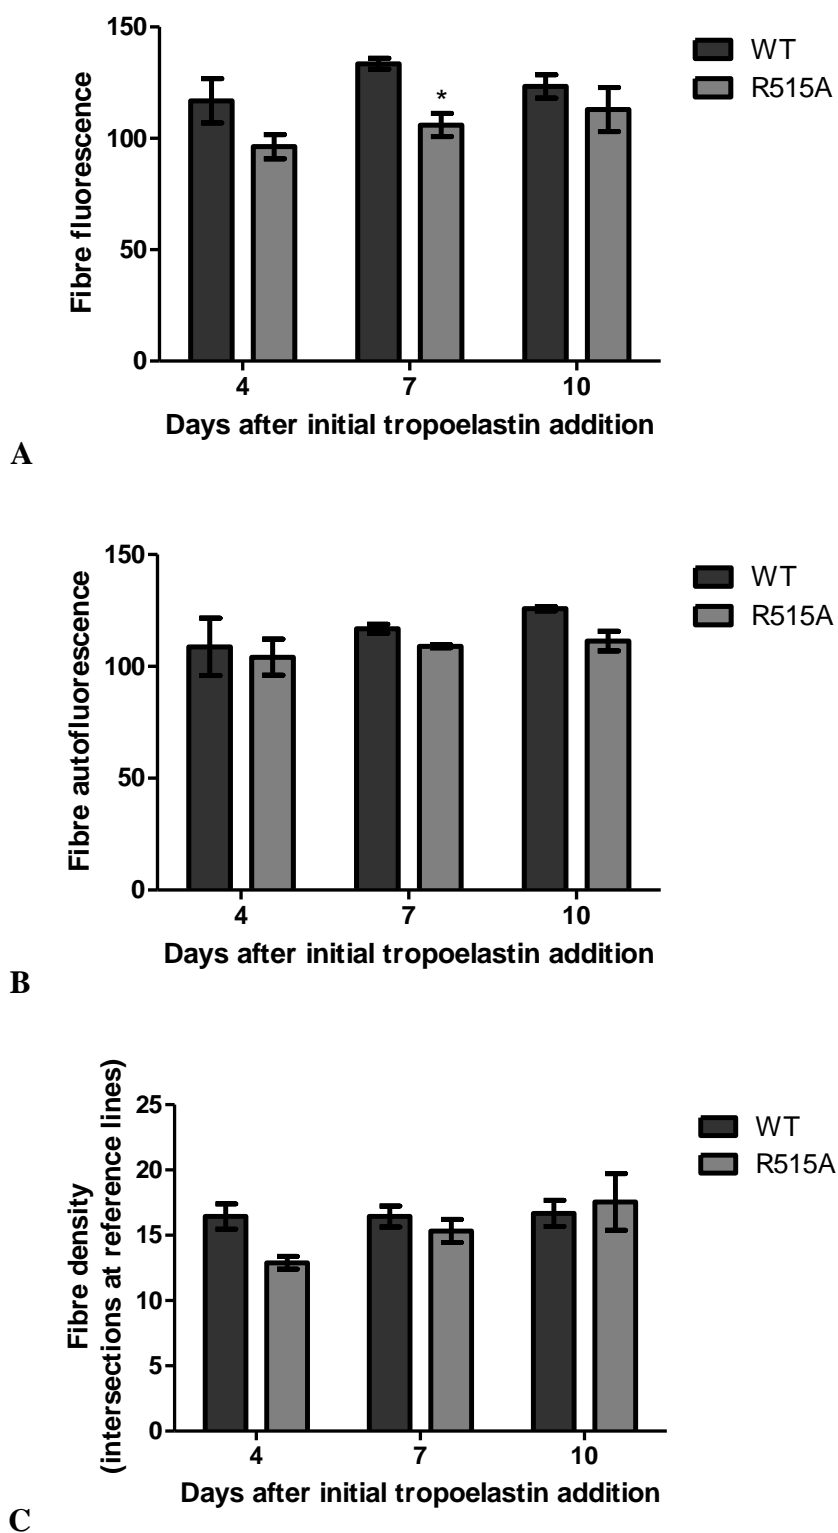 150
100
50
0
Fibre fluorescence
*
4 7 10
Days after initial tropoelastin addition
WT
R515A
A
150
100
50
0
Fibre autofluorescence
4 7 10
Days after initial tropoelastin addition
WT
R515A
B
25
20
15
10
5
0
Fibre density
(intersections at reference lines)
4 7 10
Days after initial tropoelastin addition
WT
R515A
C